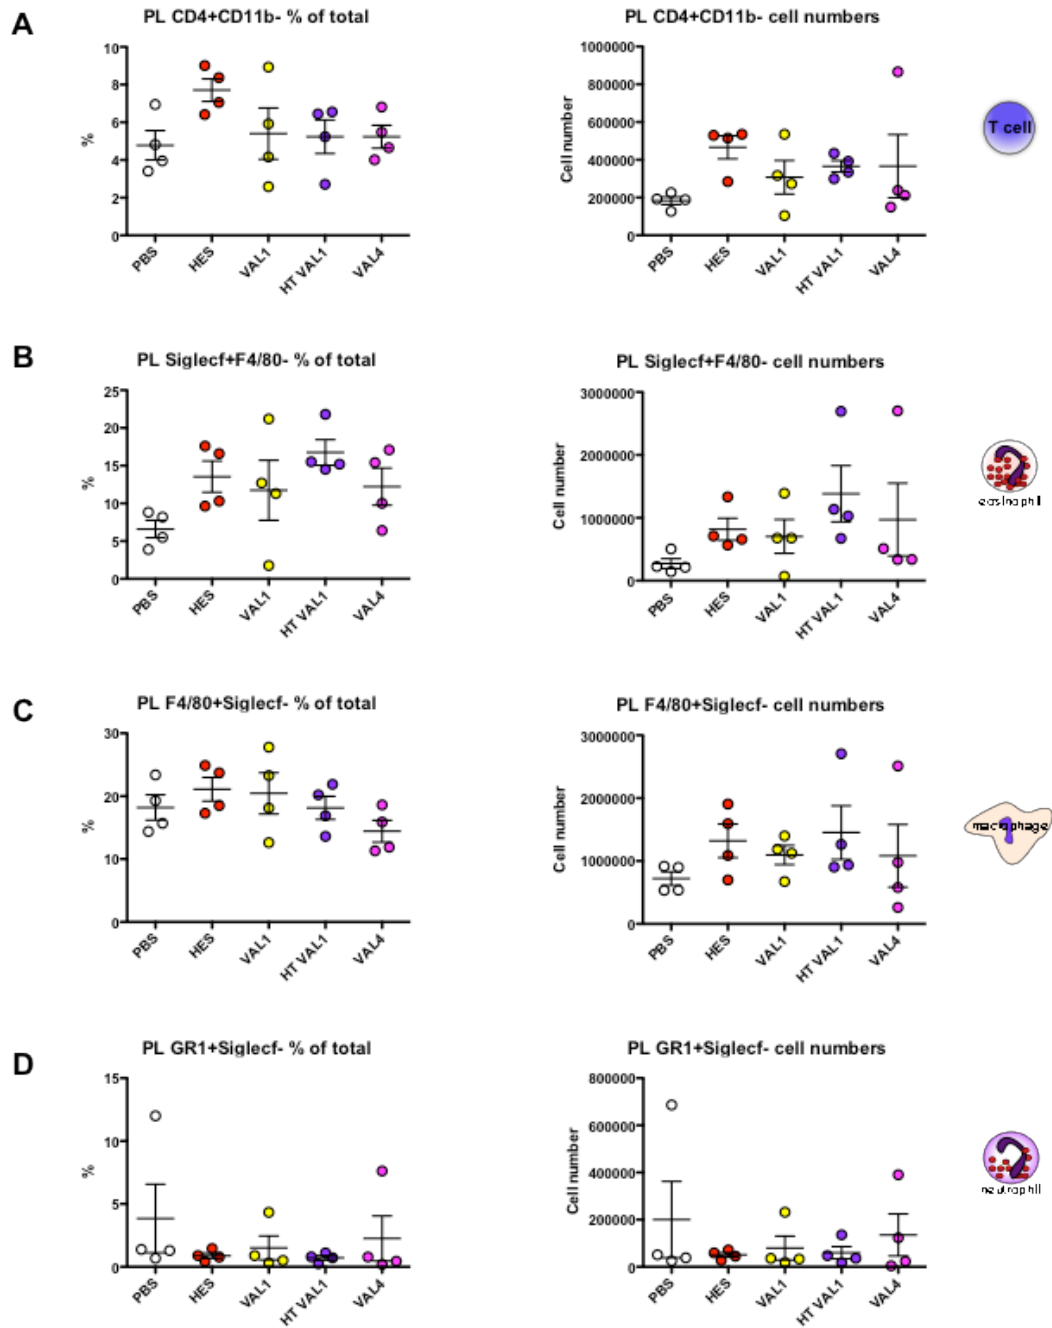 A
PL CD4+CD11b- % of total
10
8
6
4
2
0
%
PBS
HES
VAL1
HT VAL1
VAL4
PL CD4+CD11b- cell numbers
1000000
800000
600000
400000
200000
0
Cell number
PBS
HES
VAL1
HT VAL1
VAL4
T cell
B
PL Siglecf+F4/80- % of total
25
20
15
10
5
0
%
PBS
HES
VAL1
HT VAL1
VAL4
PL Siglecf+F4/80- cell numbers
3000000
2000000
1000000
0
Cell number
PBS
HES
VAL1
HT VAL1
VAL4
eosinophil
C
PL F4/80+Siglecf- % of total
30
20
10
0
%
PBS
HES
VAL1
HT VAL1
VAL4
PL F4/80+Siglecf- cell numbers
3000000
2000000
1000000
0
Cell number
PBS
HES
VAL1
HT VAL1
VAL4
macrophage
D
PL GR1+Siglecf- % of total
15
10
5
0
%
PBS
HES
VAL1
HT VAL1
VAL4
PL GR1+Siglecf- cell numbers
800000
600000
400000
200000
0
Cell number
PBS
HES
VAL1
HT VAL1
VAL4
neutrophil